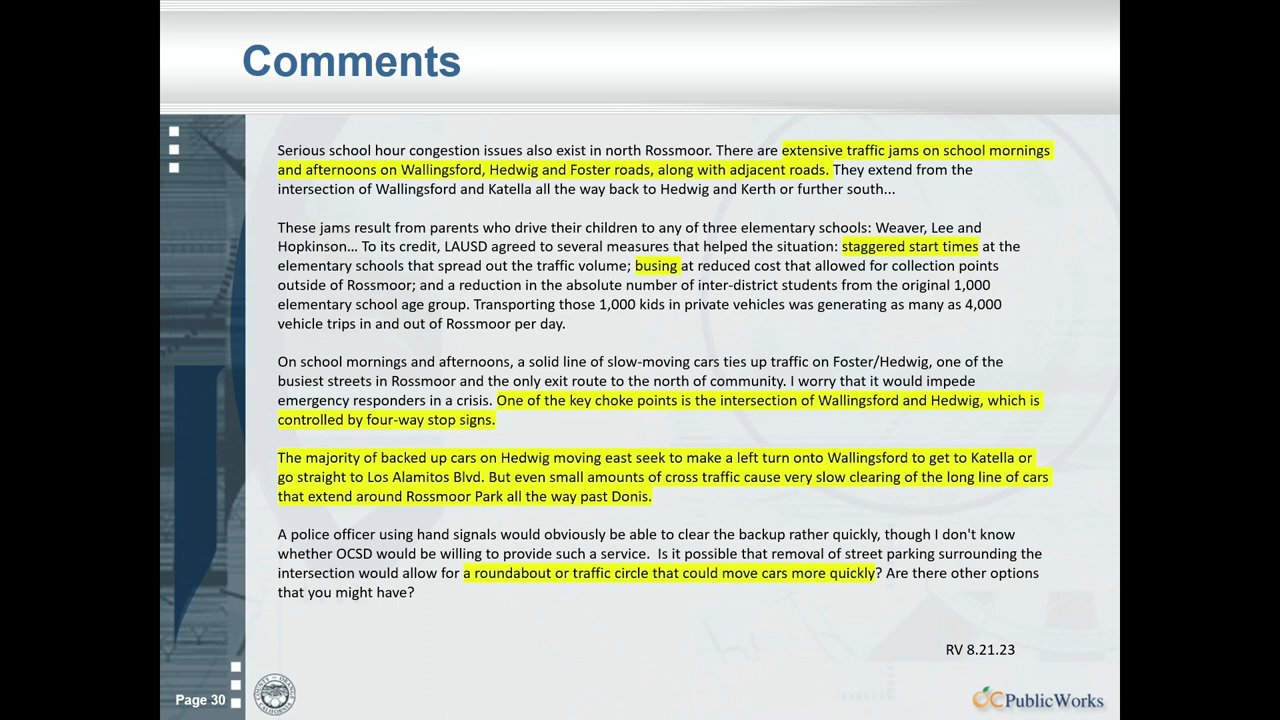 Comments
Serious school hour congestion issues also exist in north Rossmoor. There are extensive traffic jams on school mornings
and afternoons on Wallingsford, Hedwig and Foster roads, along with adjacent roads. They extend from the
intersection of Wallingsford and Katella all the way back to Hedwig and Kerth or further south...
These jams result from parents who drive their children to any of three elementary schools: Weaver, Lee and
Hopkinson... To its credit, LAUSD agreed to several measures that helped the situation: staggered start times at the
elementary schools that spread out the traffic volume; busing at reduced cost that allowed for collection points
outside of Rossmoor; and a reduction in the absolute number of inter-district students from the original 1,000
elementary school age group. Transporting those 1,000 kids in private vehicles was generating as many as 4,000
vehicle trips in and out of Rossmoor per day.
On school mornings and afternoons, a solid line of slow-moving cars ties up traffic on Foster/Hedwig, one of the
busiest streets in Rossmoor and the only exit route to the north of community. I worry that it would impede
emergency responders in a crisis. One of the key choke points is the intersection of Wallingsford and Hedwig, which is
controlled by four-way stop signs.
The majority of backed up cars on Hedwig moving east seek to make a left turn onto Wallingsford to get to Katella or
go straight to Los Alamitos Blvd. But even small amounts of cross traffic cause very slow clearing of the long line of cars
that extend around Rossmoor Park all the way past Donis.
A police officer using hand signals would obviously be able to clear the backup rather quickly, though I don't know
whether OCSD would be willing to provide such a service. Is it possible that removal of street parking surrounding the
intersection would allow for a roundabout or traffic circle that could move cars more quickly? Are there other options
that you might have?
RV 8.21.23
Page 30
OCPublicWorks